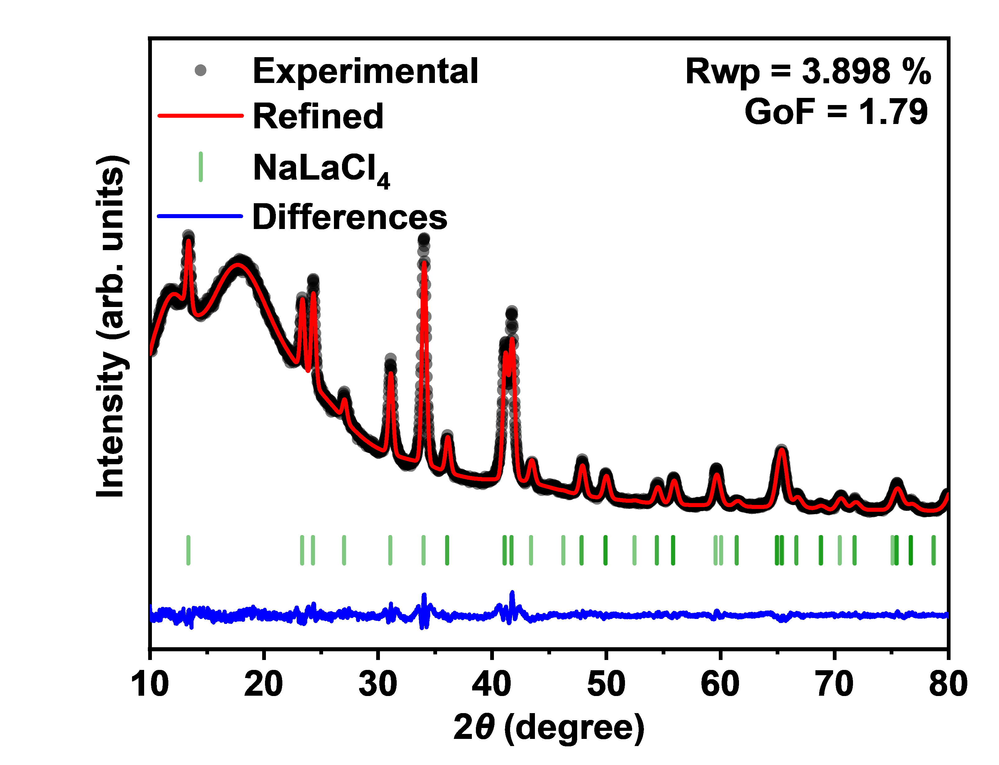 Experimental
Refined
NaLaCl₄
Differences
Rwp = 3.898 %
GoF = 1.79
Intensity (arb. units)
10 20 30 40 50 60 70 80
2θ (degree)